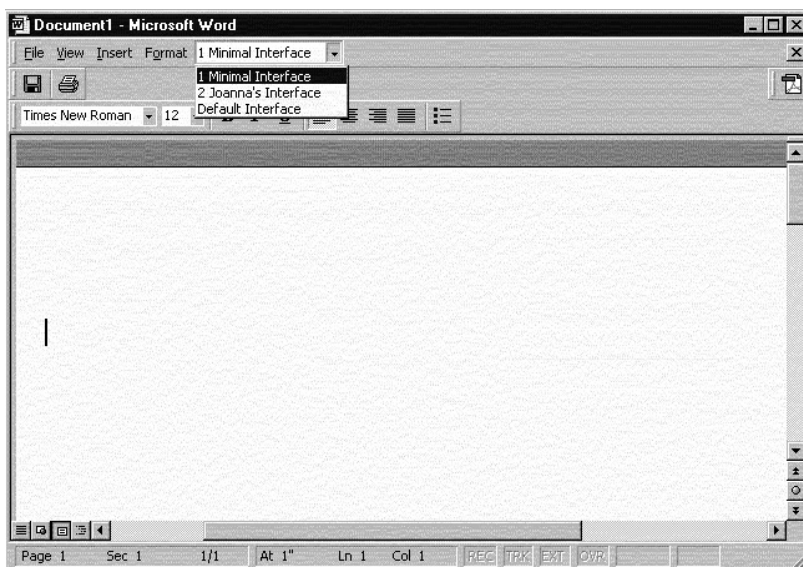 Document1 - Microsoft Word
File View Insert Format 1 Minimal Interface
1 Minimal Interface
2 Joanna's Interface
Default Interface
Times New Roman 12
Page 1 Sec 1 1/1 At 1" Ln 1 Col 1 REC TRK EXT OVR